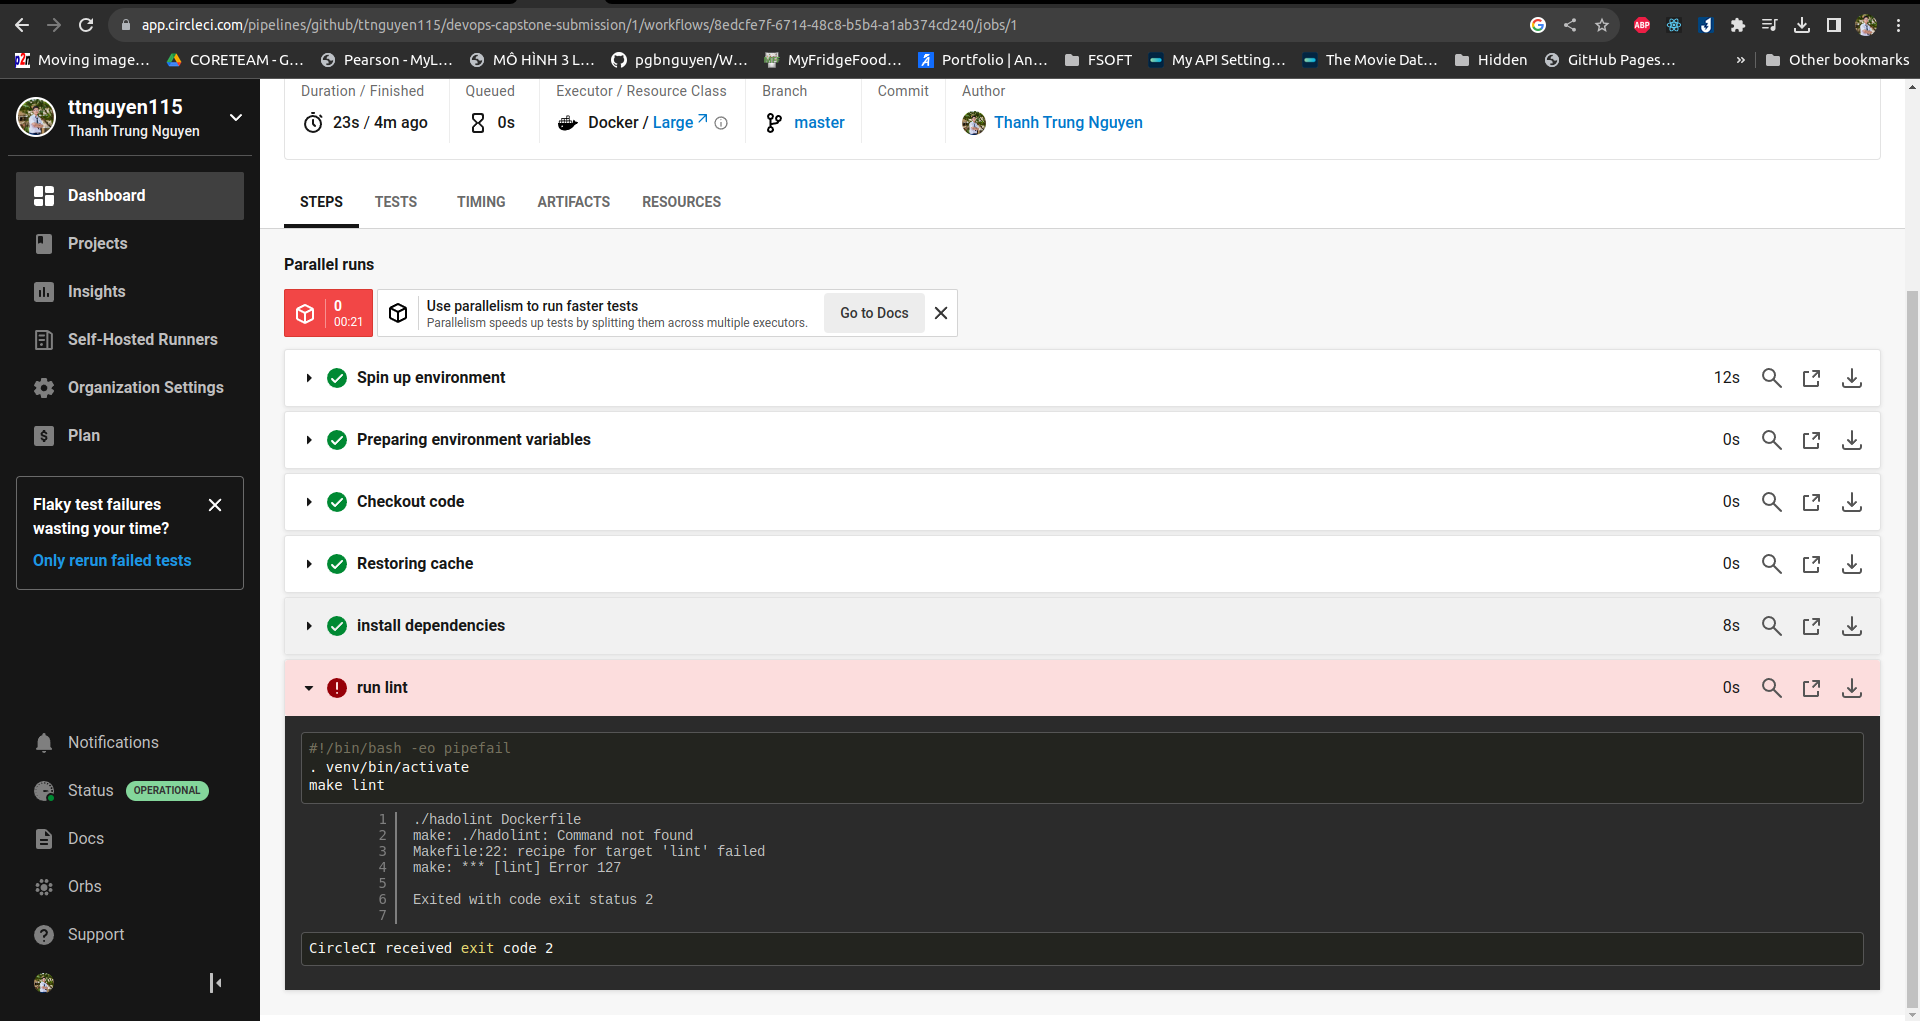 app.circleci.com/pipelines/github/ttnguyen115/devops-capstone-submission/1/workflows/8edcfe7f-6714-48c8-b5b4-a1ab374cd240/jobs/1
Moving image... CORETEAM - G... Pearson - MyL... MÔ HÌNH 3 L... pgbnguyen/W... MyFridgeFood... Portfolio | An... FSOFT My API Setting... The Movie Dat... Hidden GitHub Pages... » Other bookmarks
ttnguyen115
Thanh Trung Nguyen
Dashboard
Projects
Insights
Self-Hosted Runners
Organization Settings
Plan
Flaky test failures
wasting your time?
Only rerun failed tests
Notifications
Status OPERATIONAL
Docs
Orbs
Support
Duration / Finished Queued Executor / Resource Class Branch Commit Author
23s / 4m ago 0s Docker / Large master Thanh Trung Nguyen
STEPS TESTS TIMING ARTIFACTS RESOURCES
Parallel runs
0
00:21
Use parallelism to run faster tests
Parallelism speeds up tests by splitting them across multiple executors.
Go to Docs
Spin up environment 12s
Preparing environment variables 0s
Checkout code 0s
Restoring cache 0s
install dependencies 8s
run lint 0s
#!/bin/bash -eo pipefail
. venv/bin/activate
make lint
1 ./hadolint Dockerfile
2 make: ./hadolint: Command not found
3 Makefile:22: recipe for target 'lint' failed
4 make: *** [lint] Error 127
5
6 Exited with code exit status 2
7
CircleCI received exit code 2